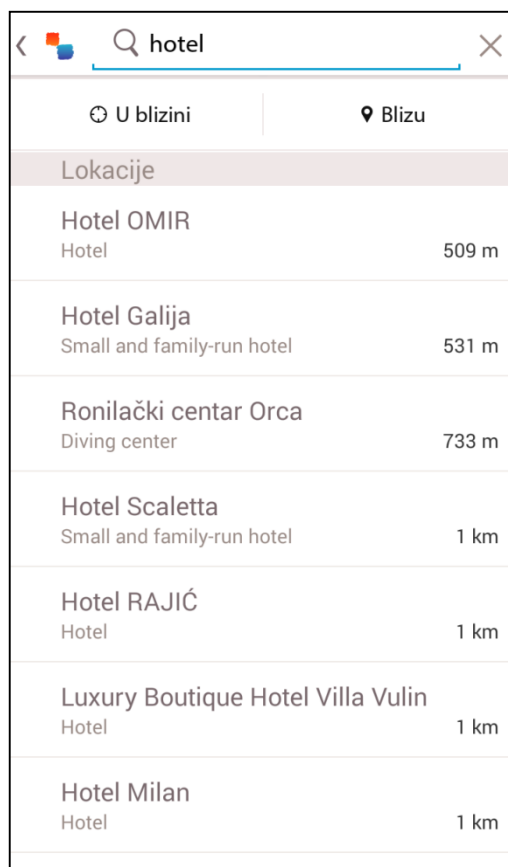 hotel
U blizini
Blizu
Lokacije
Hotel OMIR
Hotel
509 m
Hotel Galija
Small and family-run hotel
531 m
Ronilački centar Orca
Diving center
733 m
Hotel Scaletta
Small and family-run hotel
1 km
Hotel RAJIĆ
Hotel
1 km
Luxury Boutique Hotel Villa Vulin
Hotel
1 km
Hotel Milan
Hotel
1 km